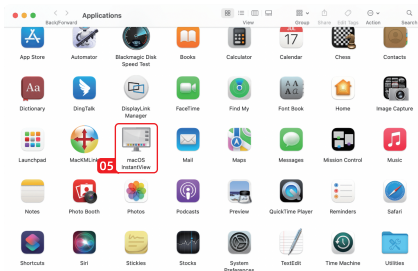 Applications
Back/Forward View Group Share Edit Tags Action Search
17
App Store Automator Blackmagic Disk Speed Test Books Calculator Calendar Chess Contacts
Aa
AA
Dictionary DingTalk DisplayLink Manager FaceTime Find My Font Book Home Image Capture
05
Launchpad MacKMLink macOS InstantView Mail Maps Messages Mission Control Music
Notes Photo Booth Photos Podcasts Preview QuickTime Player Reminders Safari
Shortcuts Siri Stickies Stocks System Preferences TextEdit Time Machine Utilities